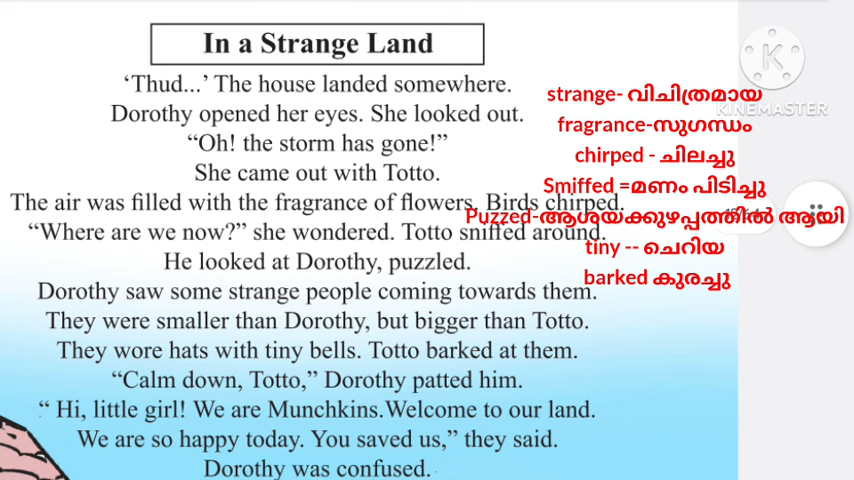 In a Strange Land
‘Thud...’ The house landed somewhere.
Dorothy opened her eyes. She looked out.
“Oh! the storm has gone!”
She came out with Totto.
The air was filled with the fragrance of flowers. Birds chirped.
“Where are we now?” she wondered. Totto sniffed around.
He looked at Dorothy, puzzled.
Dorothy saw some strange people coming towards them.
They were smaller than Dorothy, but bigger than Totto.
They wore hats with tiny bells. Totto barked at them.
“Calm down, Totto,” Dorothy patted him.
“ Hi, little girl! We are Munchkins.Welcome to our land.
We are so happy today. You saved us,” they said.
Dorothy was confused.
strange- വിചിത്രമായ
fragrance-സുഗന്ധം
chirped - ചിലച്ചു
Smiffed =മണം പിടിച്ചു
Puzzed-ആശയക്കുഴപ്പത്തിൽ ആയി
tiny -- ചെറിയ
barked കുരച്ചു
KINEMASTER